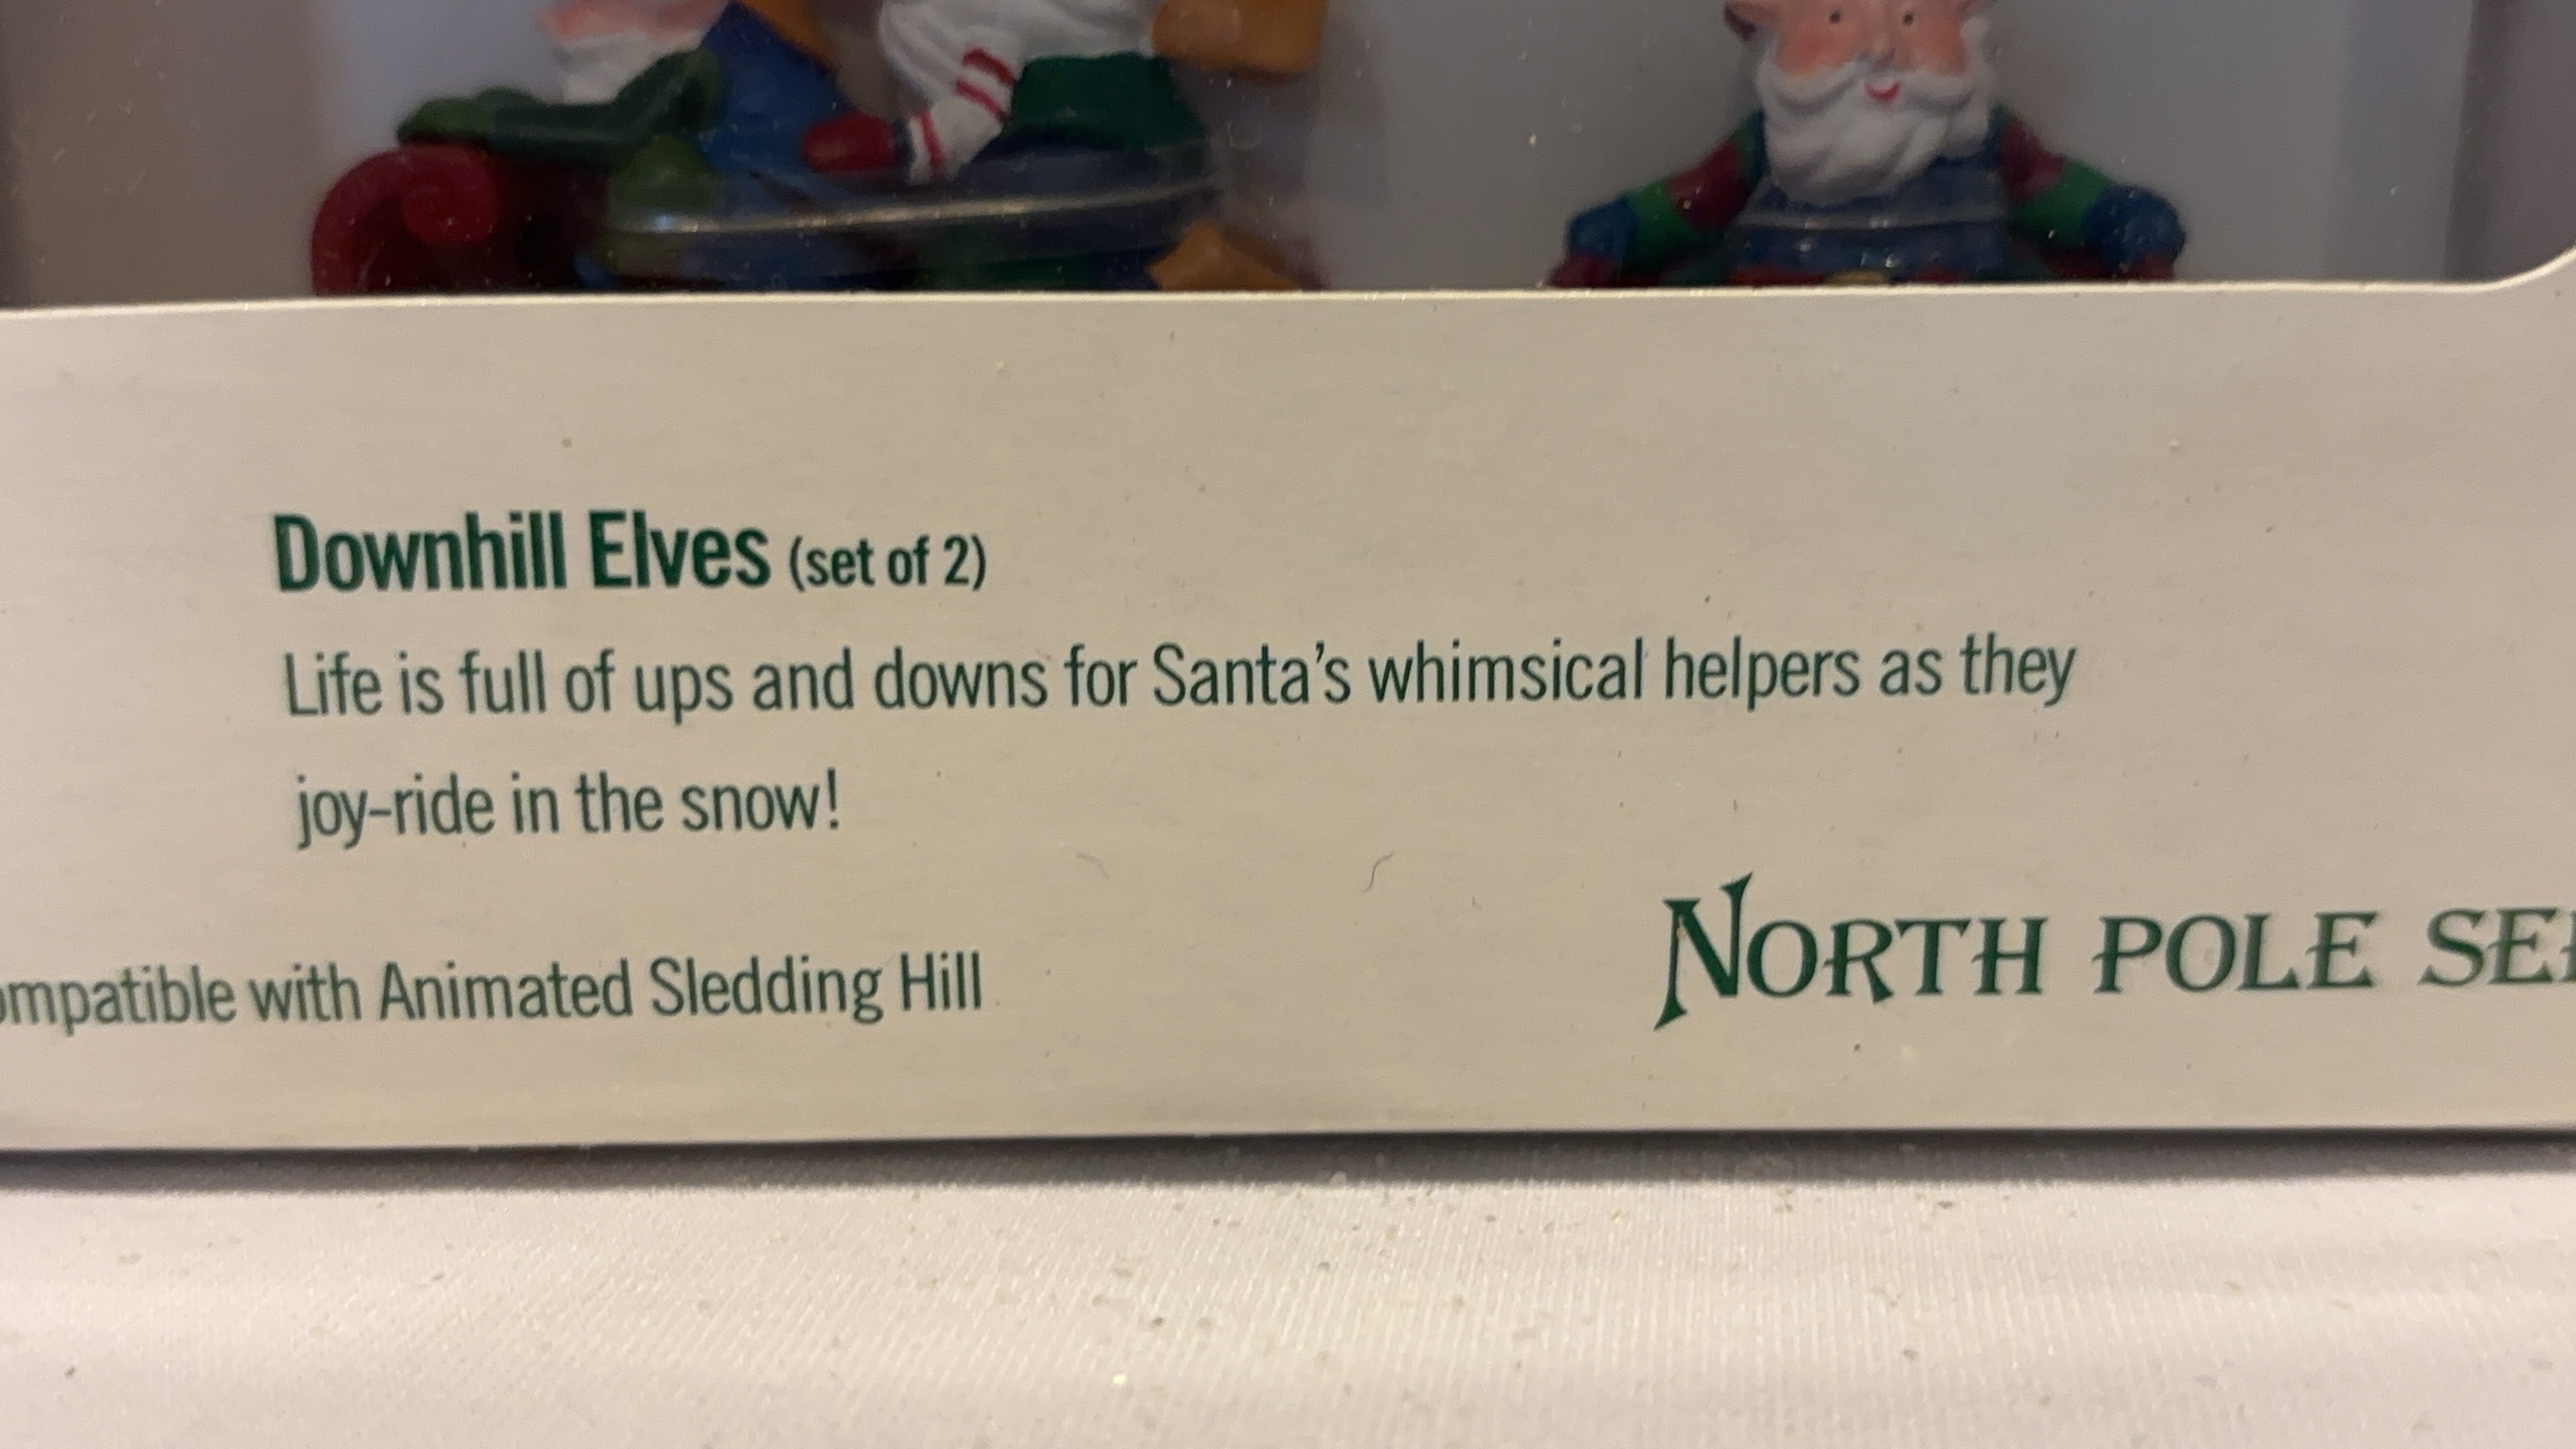 Downhill Elves (set of 2)
Life is full of ups and downs for Santa's whimsical helpers as they
joy-ride in the snow!
ompatible with Animated Sledding Hill
NORTH POLE SE